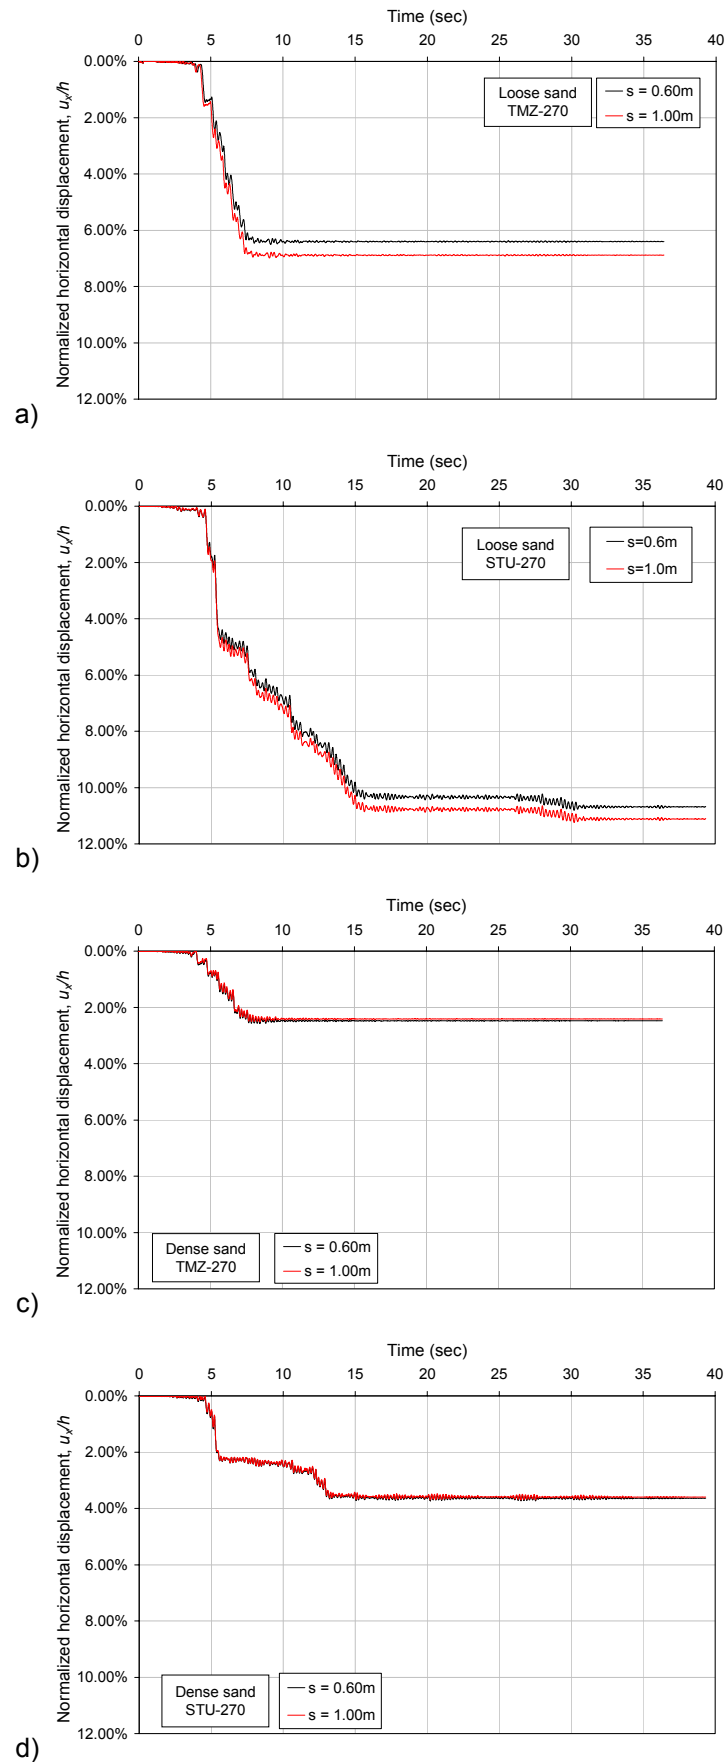 Time (sec)
0 5 10 15 20 25 30 35 40
0.00%
2.00%
4.00%
6.00%
8.00%
10.00%
12.00%
Normalized horizontal displacement, uₓ/h
Loose sand
TMZ-270
s = 0.60m
s = 1.00m
a)
Time (sec)
0 5 10 15 20 25 30 35 40
0.00%
2.00%
4.00%
6.00%
8.00%
10.00%
12.00%
Normalized horizontal displacement, uₓ/h
Loose sand
STU-270
s=0.6m
s=1.0m
b)
Time (sec)
0 5 10 15 20 25 30 35 40
0.00%
2.00%
4.00%
6.00%
8.00%
10.00%
12.00%
Normalized horizontal displacement, uₓ/h
Dense sand
TMZ-270
s = 0.60m
s = 1.00m
c)
Time (sec)
0 5 10 15 20 25 30 35 40
0.00%
2.00%
4.00%
6.00%
8.00%
10.00%
12.00%
Normalized horizontal displacement, uₓ/h
Dense sand
STU-270
s = 0.60m
s = 1.00m
d)